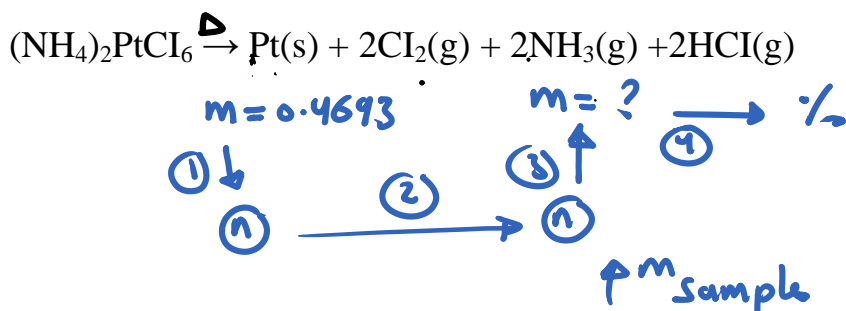 Δ
(NH₄)₂PtCI₆ → Pt(s) + 2CI₂(g) + 2NH₃(g) +2HCI(g)
m = 0.4693 m = ? → %
① ↓ ③ ↑ ④
n ② → n
↑ m sample